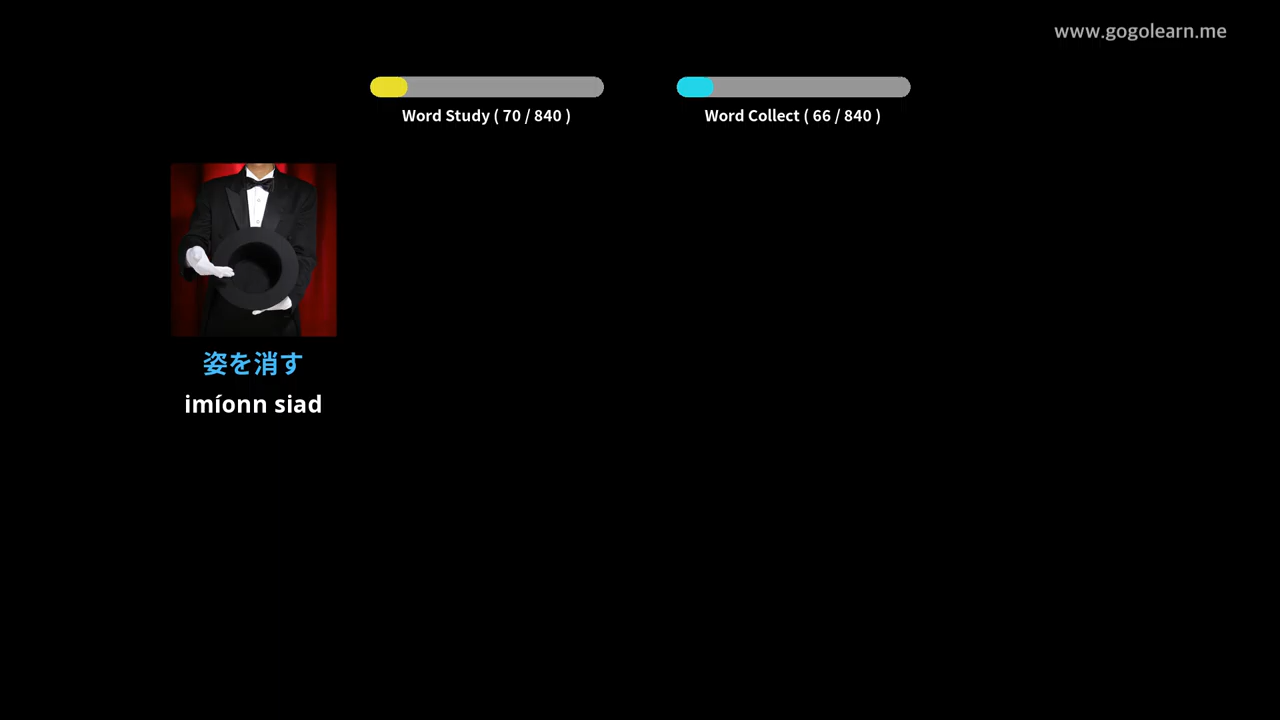 www.gogolearn.me
Word Study ( 70 / 840 )
Word Collect ( 66 / 840 )
姿を消す
imíonn siad